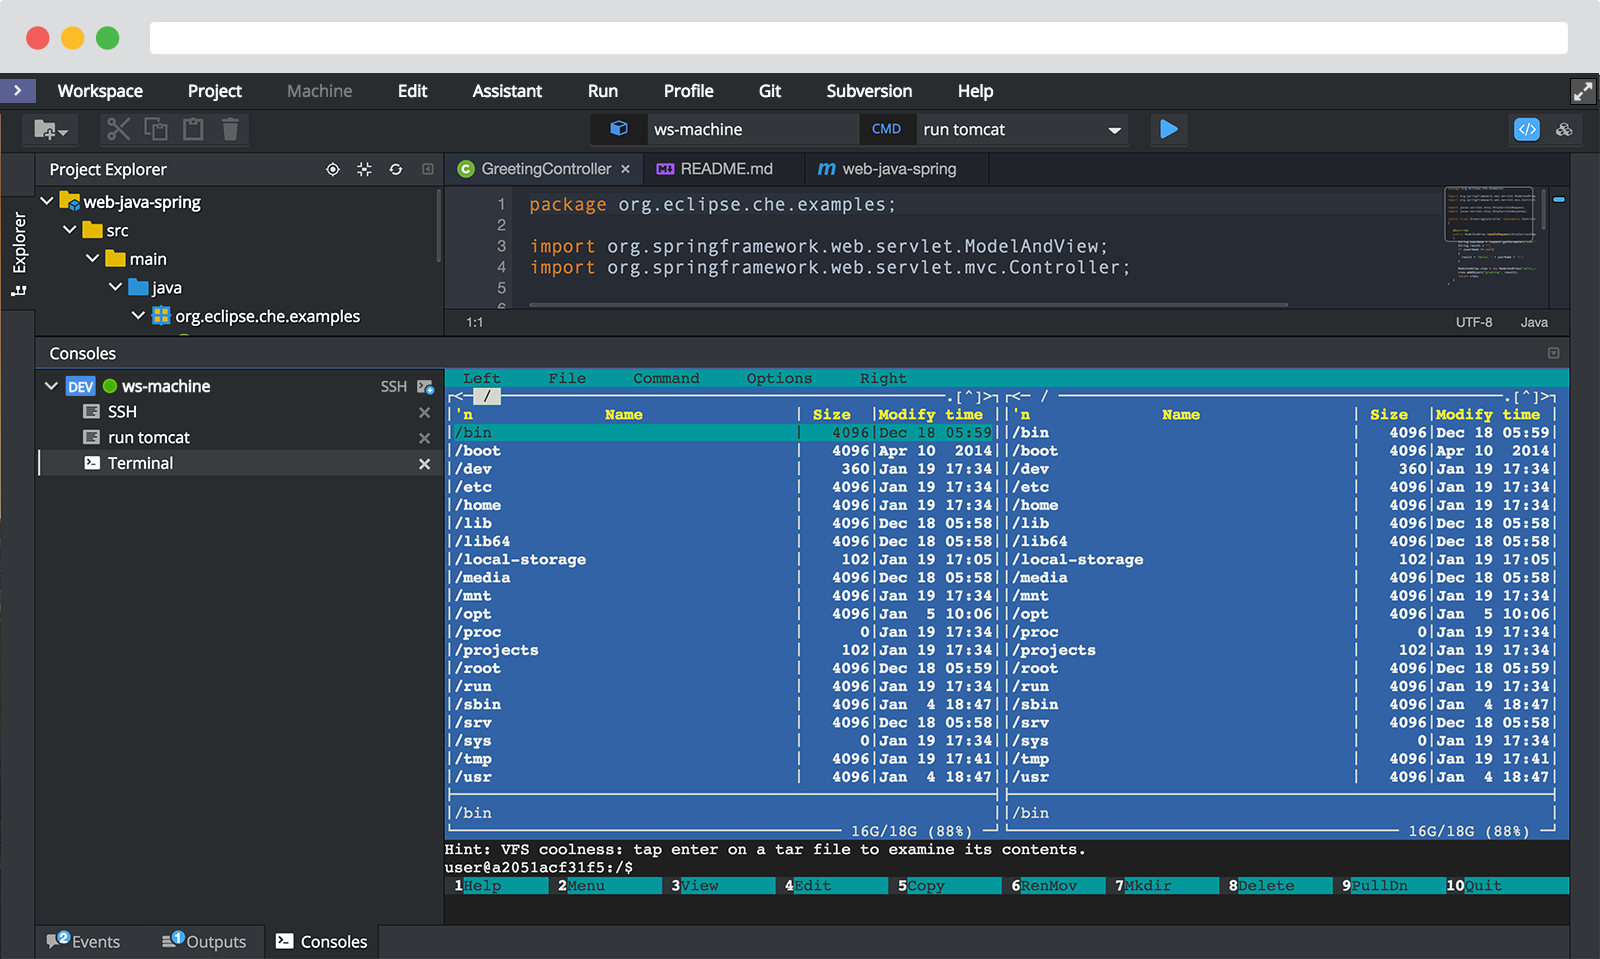 Workspace Project Machine Edit Assistant Run Profile Git Subversion Help
ws-machine CMD run tomcat
Explorer
Project Explorer
web-java-spring
src
main
java
org.eclipse.che.examples
GreetingController × README.md m web-java-spring
1 package org.eclipse.che.examples;
2
3 import org.springframework.web.servlet.ModelAndView;
4 import org.springframework.web.servlet.mvc.Controller;
5
6
1:1 UTF-8 Java
Consoles
DEV ws-machine SSH
SSH
run tomcat
Terminal
Left File Command Options Right
/ .[^]> / .[^]>
'n Name Size Modify time 'n Name Size Modify time
/bin 4096 Dec 18 05:59 /bin 4096 Dec 18 05:59
/boot 4096 Apr 10 2014 /boot 4096 Apr 10 2014
/dev 360 Jan 19 17:34 /dev 360 Jan 19 17:34
/etc 4096 Jan 19 17:34 /etc 4096 Jan 19 17:34
/home 4096 Jan 19 17:34 /home 4096 Jan 19 17:34
/lib 4096 Dec 18 05:58 /lib 4096 Dec 18 05:58
/lib64 4096 Dec 18 05:58 /lib64 4096 Dec 18 05:58
/local-storage 102 Jan 19 17:05 /local-storage 102 Jan 19 17:05
/media 4096 Dec 18 05:58 /media 4096 Dec 18 05:58
/mnt 4096 Jan 19 17:34 /mnt 4096 Jan 19 17:34
/opt 4096 Jan 5 10:06 /opt 4096 Jan 5 10:06
/proc 0 Jan 19 17:34 /proc 0 Jan 19 17:34
/projects 102 Jan 19 17:34 /projects 102 Jan 19 17:34
/root 4096 Dec 18 05:59 /root 4096 Dec 18 05:59
/run 4096 Jan 19 17:34 /run 4096 Jan 19 17:34
/sbin 4096 Jan 4 18:47 /sbin 4096 Jan 4 18:47
/srv 4096 Dec 18 05:58 /srv 4096 Dec 18 05:58
/sys 0 Jan 19 17:34 /sys 0 Jan 19 17:34
/tmp 4096 Jan 19 17:41 /tmp 4096 Jan 19 17:41
/usr 4096 Jan 4 18:47 /usr 4096 Jan 4 18:47
/bin /bin
16G/18G (88%) 16G/18G (88%)
Hint: VFS coolness: tap enter on a tar file to examine its contents.
user@a2051acf31f5:/$
1Help 2Menu 3View 4Edit 5Copy 6RenMov 7Mkdir 8Delete 9PullDn 10Quit
2 Events 1 Outputs Consoles